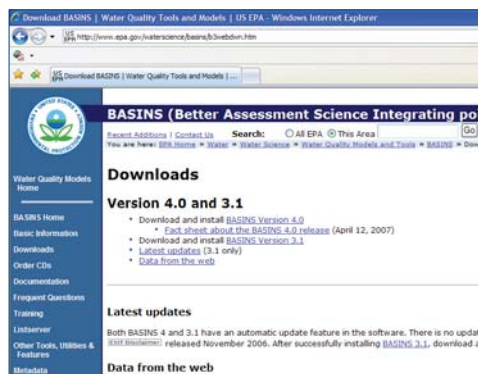 Download BASINS | Water Quality Tools and Models | US EPA - Windows Internet Explorer
http://www.epa.gov/waterscience/basins/b3webdwn.htm
Download BASINS | Water Quality Tools and Models | ...
BASINS (Better Assessment Science Integrating po
Recent Additions | Contact Us Search: All EPA This Area Go
You are here: EPA Home » Water » Water Science » Water Quality Models and Tools » BASINS » Dow
Water Quality Models
Home
BASINS Home
Basic Information
Downloads
Order CDs
Documentation
Frequent Questions
Training
Listserver
Other Tools, Utilities &
Features
Metadata
Downloads
Version 4.0 and 3.1
• Download and install BASINS Version 4.0
• Fact sheet about the BASINS 4.0 release (April 12, 2007)
• Download and install BASINS Version 3.1
• Latest updates (3.1 only)
• Data from the web
Latest updates
Both BASINS 4 and 3.1 have an automatic update feature in the software. There is no updat
EXIT Disclaimer released November 2006. After successfully installing BASINS 3.1, download a
Data from the web